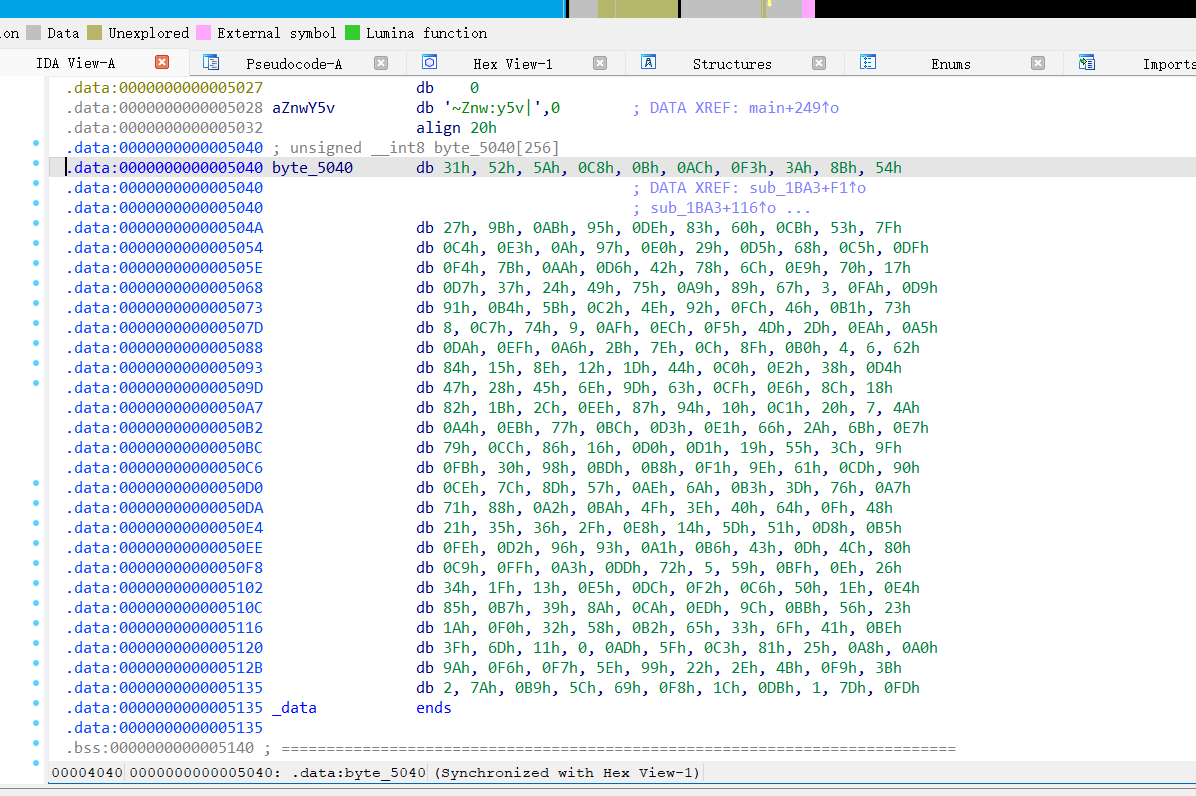 on Data Unexplored External symbol Lumina function
IDA View-A Pseudocode-A Hex View-1 Structures Enums Imports
.data:0000000000005027 db 0
.data:0000000000005028 aZnwY5v db '~Znw:y5v|',0 ; DATA XREF: main+249↑o
.data:0000000000005032 align 20h
.data:0000000000005040 ; unsigned __int8 byte_5040[256]
.data:0000000000005040 byte_5040 db 31h, 52h, 5Ah, 0C8h, 0Bh, 0ACh, 0F3h, 3Ah, 8Bh, 54h
.data:0000000000005040 ; DATA XREF: sub_1BA3+F1↑o
.data:0000000000005040 ; sub_1BA3+116↑o ...
.data:000000000000504A db 27h, 9Bh, 0ABh, 95h, 0DEh, 83h, 60h, 0CBh, 53h, 7Fh
.data:0000000000005054 db 0C4h, 0E3h, 0Ah, 97h, 0E0h, 29h, 0D5h, 68h, 0C5h, 0DFh
.data:000000000000505E db 0F4h, 7Bh, 0AAh, 0D6h, 42h, 78h, 6Ch, 0E9h, 70h, 17h
.data:0000000000005068 db 0D7h, 37h, 24h, 49h, 75h, 0A9h, 89h, 67h, 3, 0FAh, 0D9h
.data:0000000000005073 db 91h, 0B4h, 5Bh, 0C2h, 4Eh, 92h, 0FCh, 46h, 0B1h, 73h
.data:000000000000507D db 8, 0C7h, 74h, 9, 0AFh, 0ECh, 0F5h, 4Dh, 2Dh, 0EAh, 0A5h
.data:0000000000005088 db 0DAh, 0EFh, 0A6h, 2Bh, 7Eh, 0Ch, 8Fh, 0B0h, 4, 6, 62h
.data:0000000000005093 db 84h, 15h, 8Eh, 12h, 1Dh, 44h, 0C0h, 0E2h, 38h, 0D4h
.data:000000000000509D db 47h, 28h, 45h, 6Eh, 9Dh, 63h, 0CFh, 0E6h, 8Ch, 18h
.data:00000000000050A7 db 82h, 1Bh, 2Ch, 0EEh, 87h, 94h, 10h, 0C1h, 20h, 7, 4Ah
.data:00000000000050B2 db 0A4h, 0EBh, 77h, 0BCh, 0D3h, 0E1h, 66h, 2Ah, 6Bh, 0E7h
.data:00000000000050BC db 79h, 0CCh, 86h, 16h, 0D0h, 0D1h, 19h, 55h, 3Ch, 9Fh
.data:00000000000050C6 db 0FBh, 30h, 98h, 0BDh, 0B8h, 0F1h, 9Eh, 61h, 0CDh, 90h
.data:00000000000050D0 db 0CEh, 7Ch, 8Dh, 57h, 0AEh, 6Ah, 0B3h, 3Dh, 76h, 0A7h
.data:00000000000050DA db 71h, 88h, 0A2h, 0BAh, 4Fh, 3Eh, 40h, 64h, 0Fh, 48h
.data:00000000000050E4 db 21h, 35h, 36h, 2Fh, 0E8h, 14h, 5Dh, 51h, 0D8h, 0B5h
.data:00000000000050EE db 0FEh, 0D2h, 96h, 93h, 0A1h, 0B6h, 43h, 0Dh, 4Ch, 80h
.data:00000000000050F8 db 0C9h, 0FFh, 0A3h, 0DDh, 72h, 5, 59h, 0BFh, 0Eh, 26h
.data:0000000000005102 db 34h, 1Fh, 13h, 0E5h, 0DCh, 0F2h, 0C6h, 50h, 1Eh, 0E4h
.data:000000000000510C db 85h, 0B7h, 39h, 8Ah, 0CAh, 0EDh, 9Ch, 0BBh, 56h, 23h
.data:0000000000005116 db 1Ah, 0F0h, 32h, 58h, 0B2h, 65h, 33h, 6Fh, 41h, 0BEh
.data:0000000000005120 db 3Fh, 6Dh, 11h, 0, 0ADh, 5Fh, 0C3h, 81h, 25h, 0A8h, 0A0h
.data:000000000000512B db 9Ah, 0F6h, 0F7h, 5Eh, 99h, 22h, 2Eh, 4Bh, 0F9h, 3Bh
.data:0000000000005135 db 2, 7Ah, 0B9h, 5Ch, 69h, 0F8h, 1Ch, 0DBh, 1, 7Dh, 0FDh
.data:0000000000005135 _data ends
.data:0000000000005135
.bss:0000000000005140 ; ===========================================================================
00004040 0000000000005040: .data:byte_5040 (Synchronized with Hex View-1)